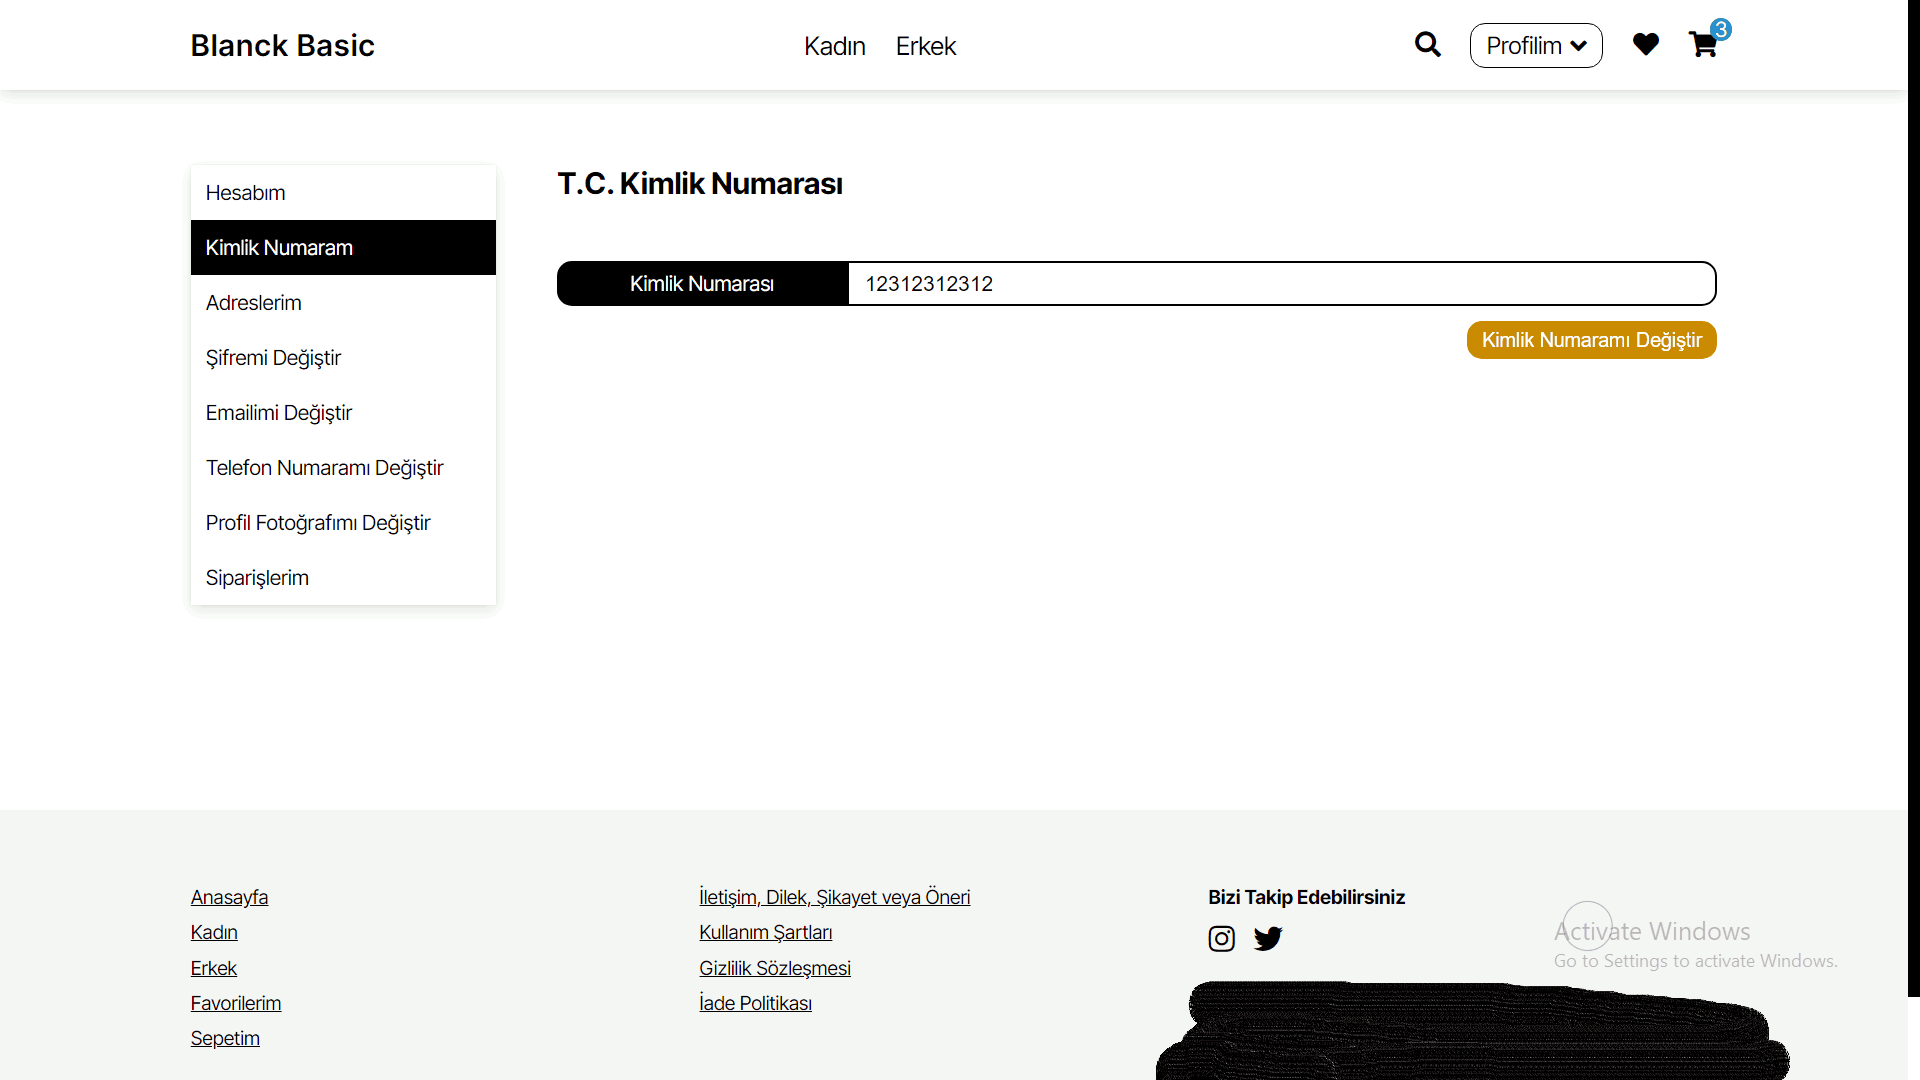 Blanck Basic
Kadın
Erkek
Profilim
3
Hesabım
Kimlik Numaram
Adreslerim
Şifremi Değiştir
Emailimi Değiştir
Telefon Numaramı Değiştir
Profil Fotoğrafımı Değiştir
Siparişlerim
T.C. Kimlik Numarası
Kimlik Numarası
12312312312
Kimlik Numaramı Değiştir
Anasayfa
Kadın
Erkek
Favorilerim
Sepetim
İletişim, Dilek, Şikayet veya Öneri
Kullanım Şartları
Gizlilik Sözleşmesi
İade Politikası
Bizi Takip Edebilirsiniz
Activate Windows
Go to Settings to activate Windows.